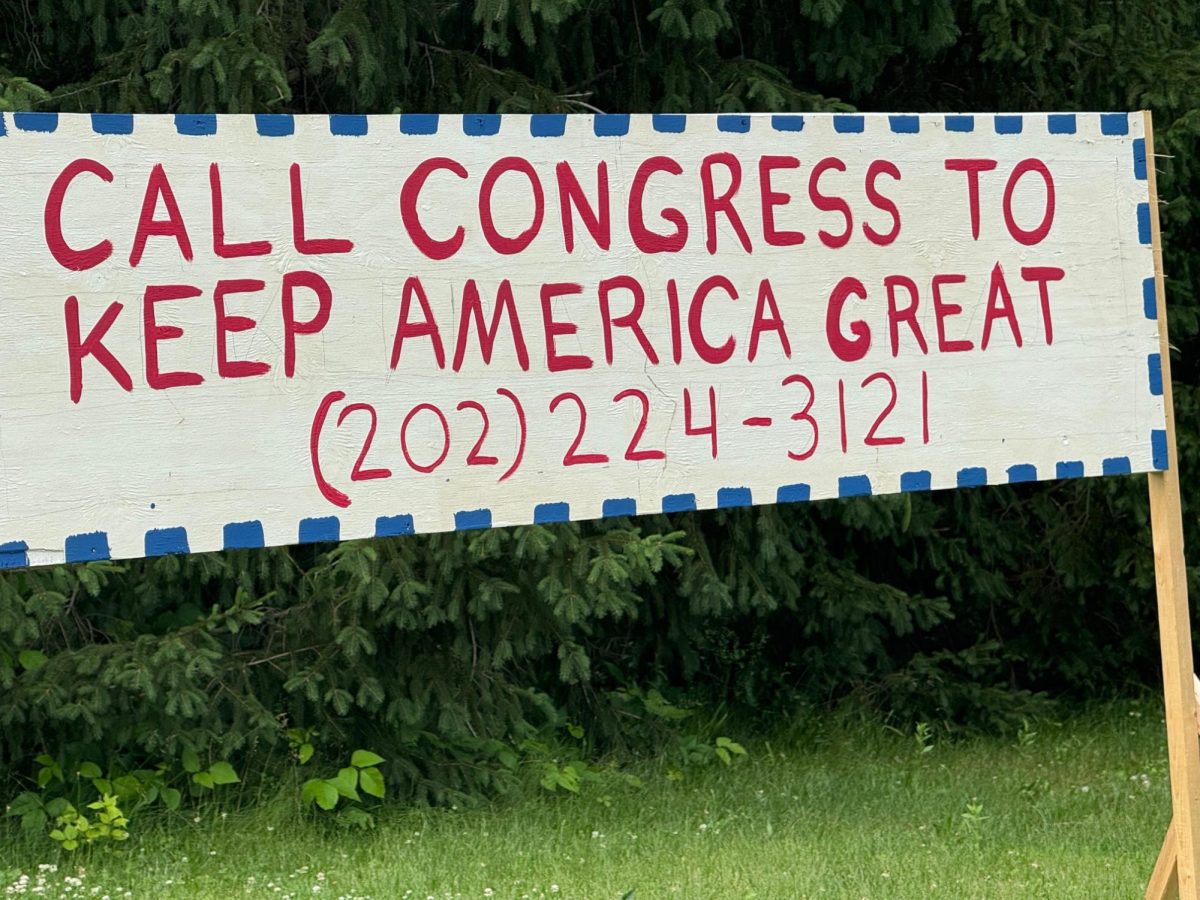 CALL CONGRESS TO
KEEP AMERICA GREAT
(202) 224-3121